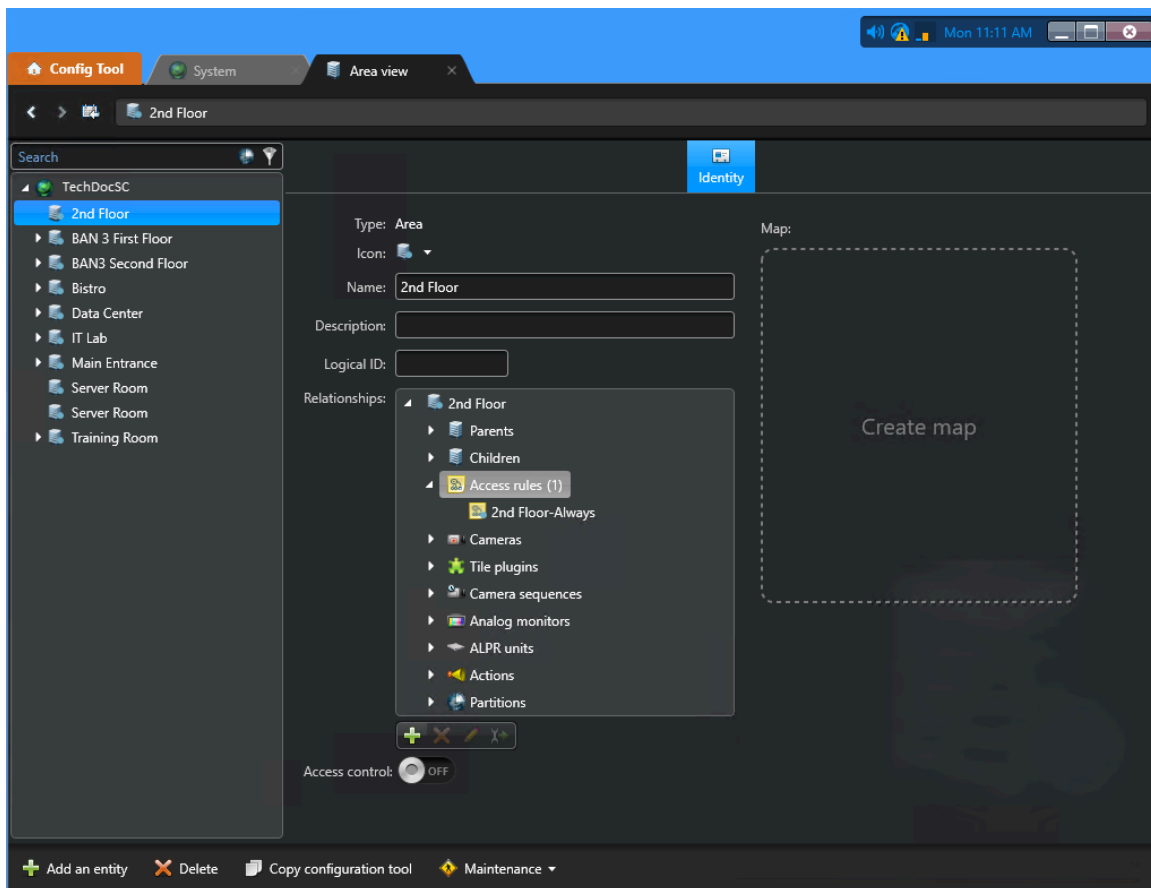 Mon 11:11 AM
Config Tool
System
Area view
2nd Floor
Search
TechDocSC
2nd Floor
BAN 3 First Floor
BAN3 Second Floor
Bistro
Data Center
IT Lab
Main Entrance
Server Room
Server Room
Training Room
Identity
Type: Area
Icon:
Name: 2nd Floor
Description:
Logical ID:
Relationships:
2nd Floor
Parents
Children
Access rules (1)
2nd Floor-Always
Cameras
Tile plugins
Camera sequences
Analog monitors
ALPR units
Actions
Partitions
Access control: OFF
Map:
Create map
Add an entity Delete Copy configuration tool Maintenance